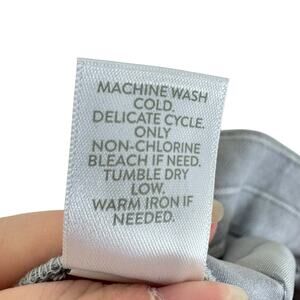 MACHINE WASH
COLD.
DELICATE CYCLE.
ONLY
NON-CHLORINE
BLEACH IF NEED.
TUMBLE DRY
LOW.
WARM IRON IF
NEEDED.